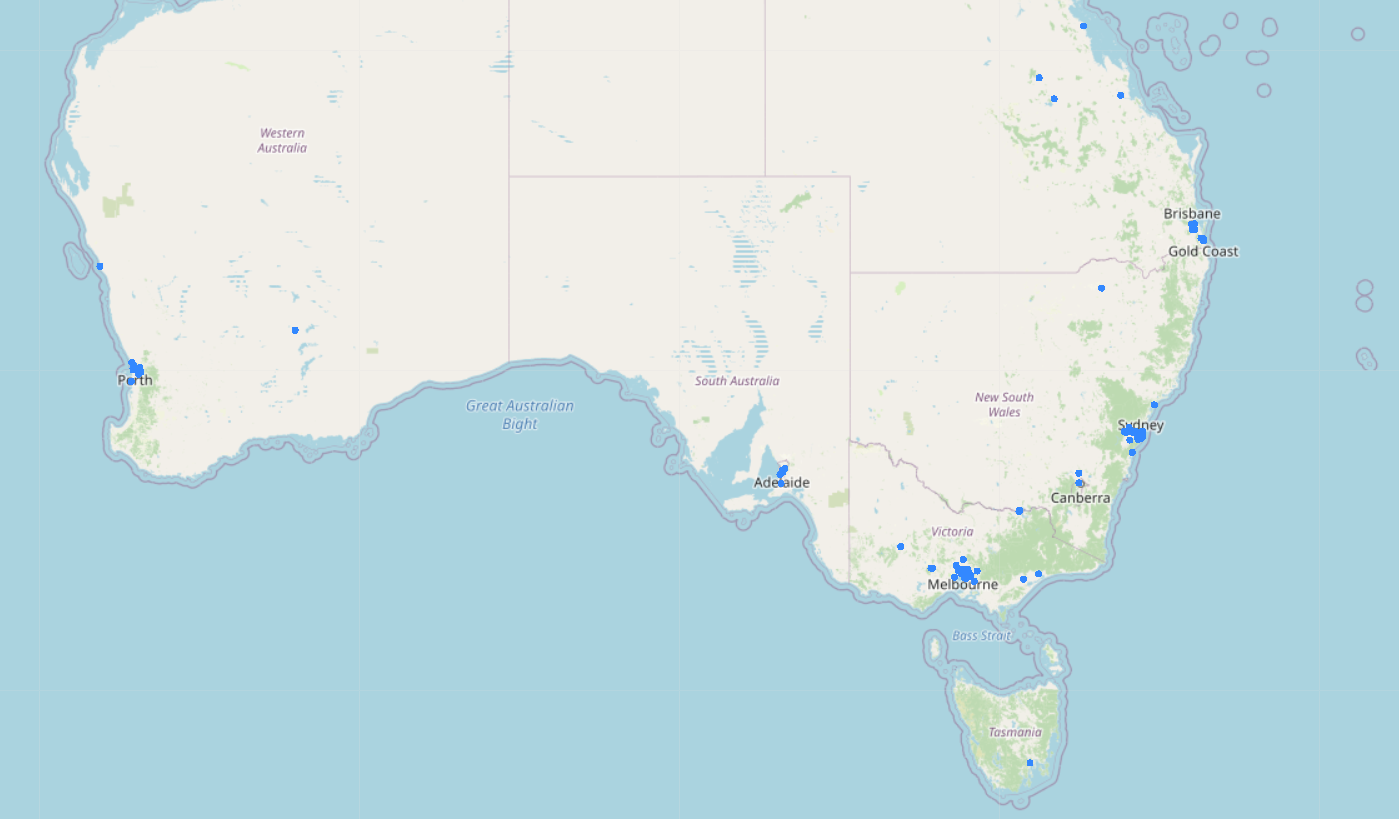 Western
Australia
Brisbane
Gold Coast
Perth
South Australia
Great Australian
Bight
New South
Wales
Sydney
Adelaide
Canberra
Victoria
Melbourne
Bass Strait
Tasmania